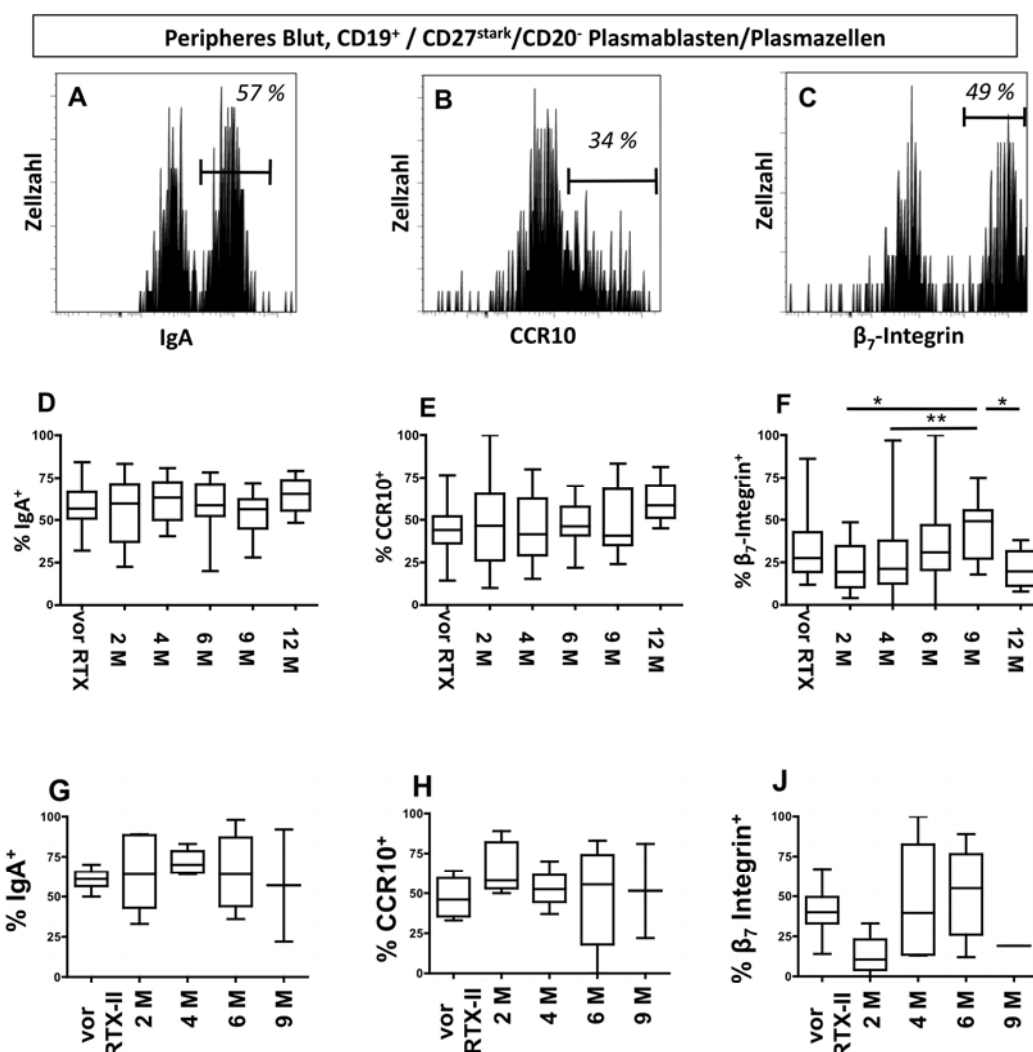 Peripheres Blut, CD19⁺ / CD27ˢᵗᵃʳᵏ/CD20⁻ Plasmablasten/Plasmazellen
A
57 %
Zellzahl
IgA
B
34 %
Zellzahl
CCR10
C
49 %
Zellzahl
β₇-Integrin
D
% IgA⁺
100
75
50
25
0
vor RTX
2 M
4 M
6 M
9 M
12 M
E
% CCR10⁺
100
75
50
25
0
vor RTX
2 M
4 M
6 M
9 M
12 M
F
* *
**
% β₇-Integrin⁺
100
75
50
25
0
vor RTX
2 M
4 M
6 M
9 M
12 M
G
% IgA⁺
100
75
50
25
0
vor
RTX-II
2 M
4 M
6 M
9 M
H
% CCR10⁺
100
75
50
25
0
vor
RTX-II
2 M
4 M
6 M
9 M
J
% β₇ Integrin⁺
100
75
50
25
0
vor
RTX-II
2 M
4 M
6 M
9 M